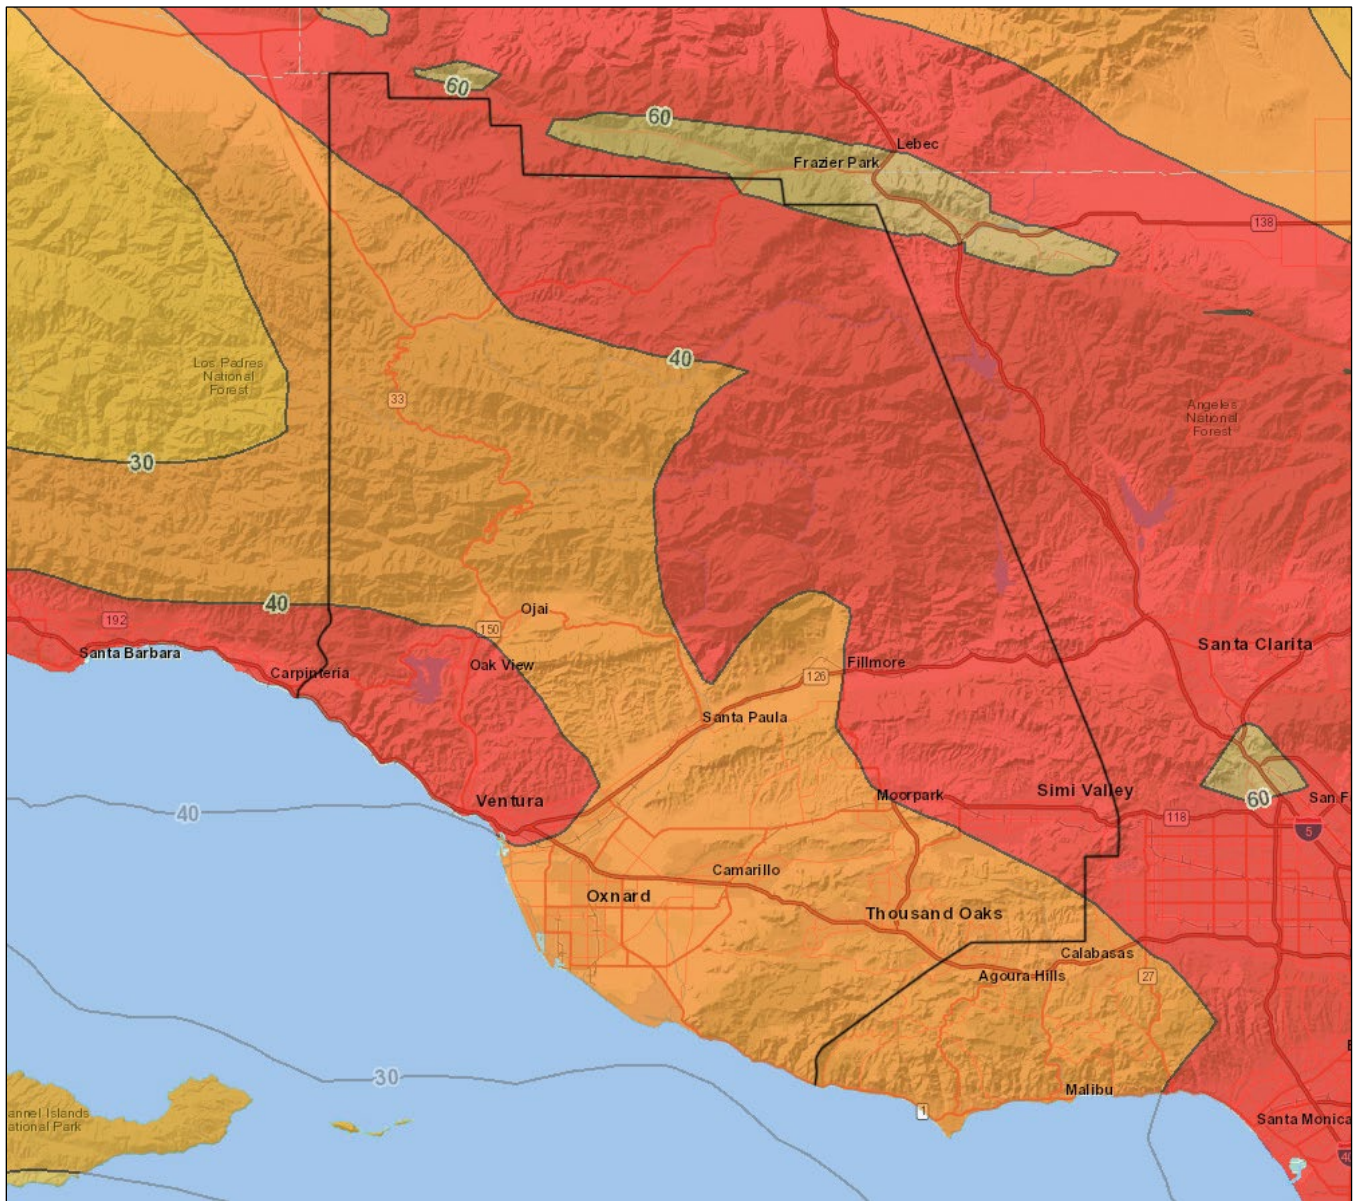 60
60
Lebec
Frazier Park
138
Los Padres
National
Forest
40
33
Angeles
National
Forest
30
40
192
Ojai
150
Santa Barbara
Oak View
Carpinteria
Santa Clarita
Fillmore
126
Santa Paula
Simi Valley
Moorpark
Ventura
60
San F
40
118
5
Camarillo
Oxnard
Thousand Oaks
Calabasas
Agoura Hills
27
30
Malibu
annel Islands
ational Park
1
Santa Monica
40